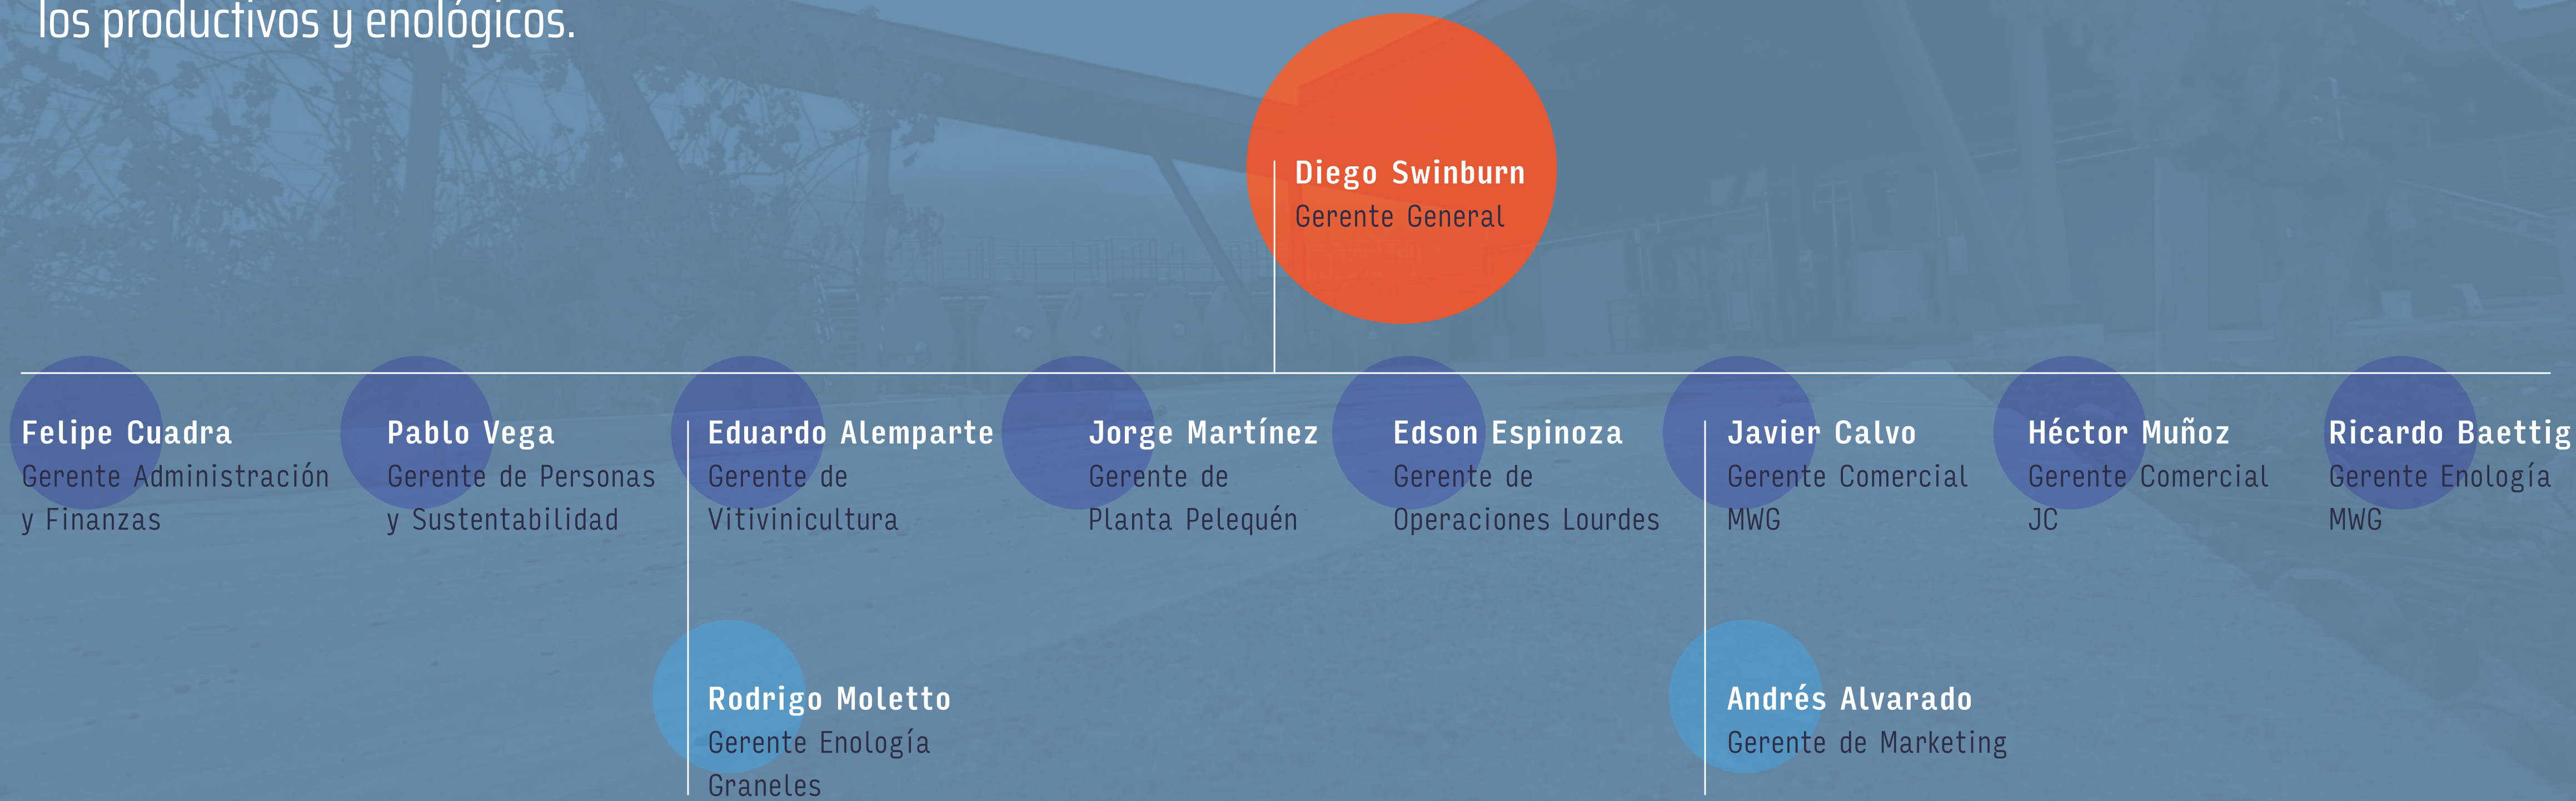 los productivos y enológicos.
Diego Swinburn
Gerente General
Felipe Cuadra
Gerente Administración
y Finanzas
Pablo Vega
Gerente de Personas
y Sustentabilidad
Eduardo Alemparte
Gerente de
Vitivinicultura
Jorge Martínez
Gerente de
Planta Pelequén
Edson Espinoza
Gerente de
Operaciones Lourdes
Javier Calvo
Gerente Comercial
MWG
Héctor Muñoz
Gerente Comercial
JC
Ricardo Baettig
Gerente Enología
MWG
Rodrigo Moletto
Gerente Enología
Graneles
Andrés Alvarado
Gerente de Marketing